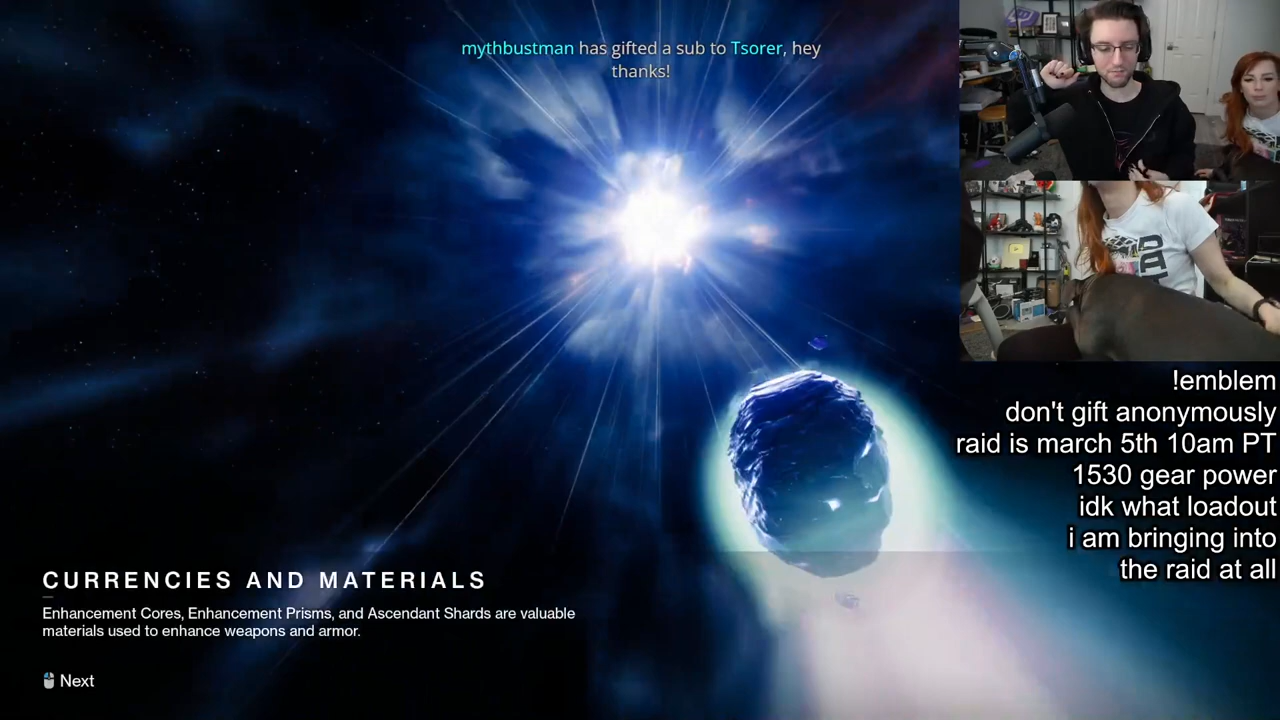 mythbustman has gifted a sub to Tsorer, hey
thanks!
!emblem
don't gift anonymously
raid is march 5th 10am PT
1530 gear power
idk what loadout
i am bringing into
the raid at all
CURRENCIES AND MATERIALS
Enhancement Cores, Enhancement Prisms, and Ascendant Shards are valuable
materials used to enhance weapons and armor.
Next